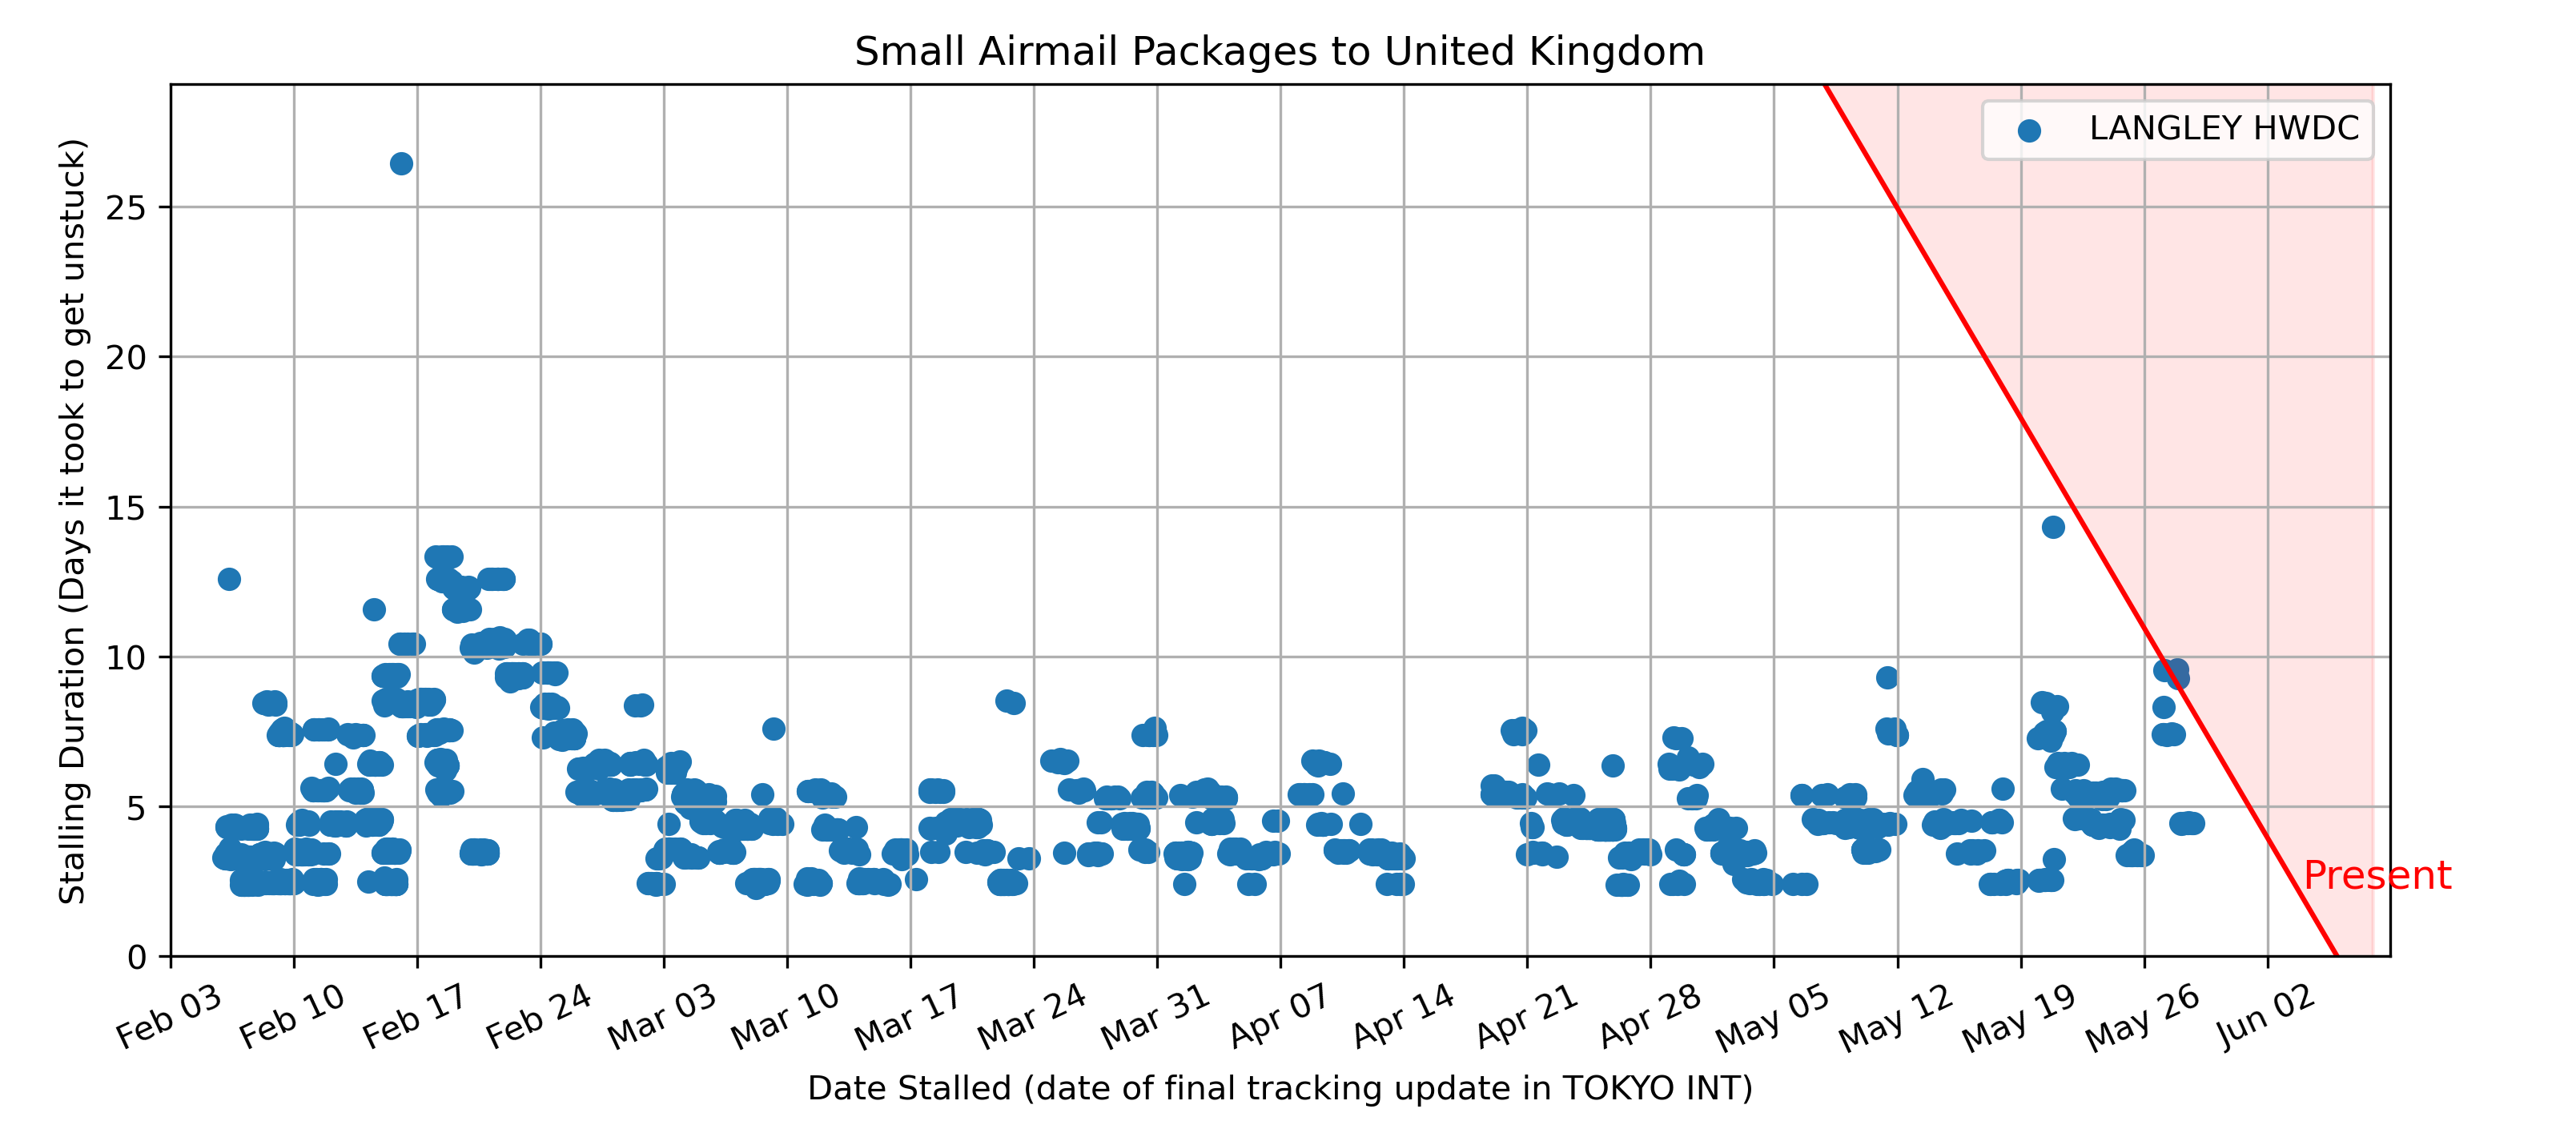 Small Airmail Packages to United Kingdom
LANGLEY HWDC
Stalling Duration (Days it took to get unstuck)
25
20
15
10
5
0
Present
Feb 03
Feb 10
Feb 17
Feb 24
Mar 03
Mar 10
Mar 17
Mar 24
Mar 31
Apr 07
Apr 14
Apr 21
Apr 28
May 05
May 12
May 19
May 26
Jun 02
Date Stalled (date of final tracking update in TOKYO INT)